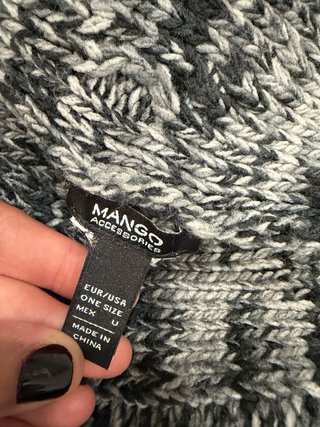 MANGO
ACCESSORIES
EUR/USA
ONE SIZE
MEX U
MADE IN
CHINA